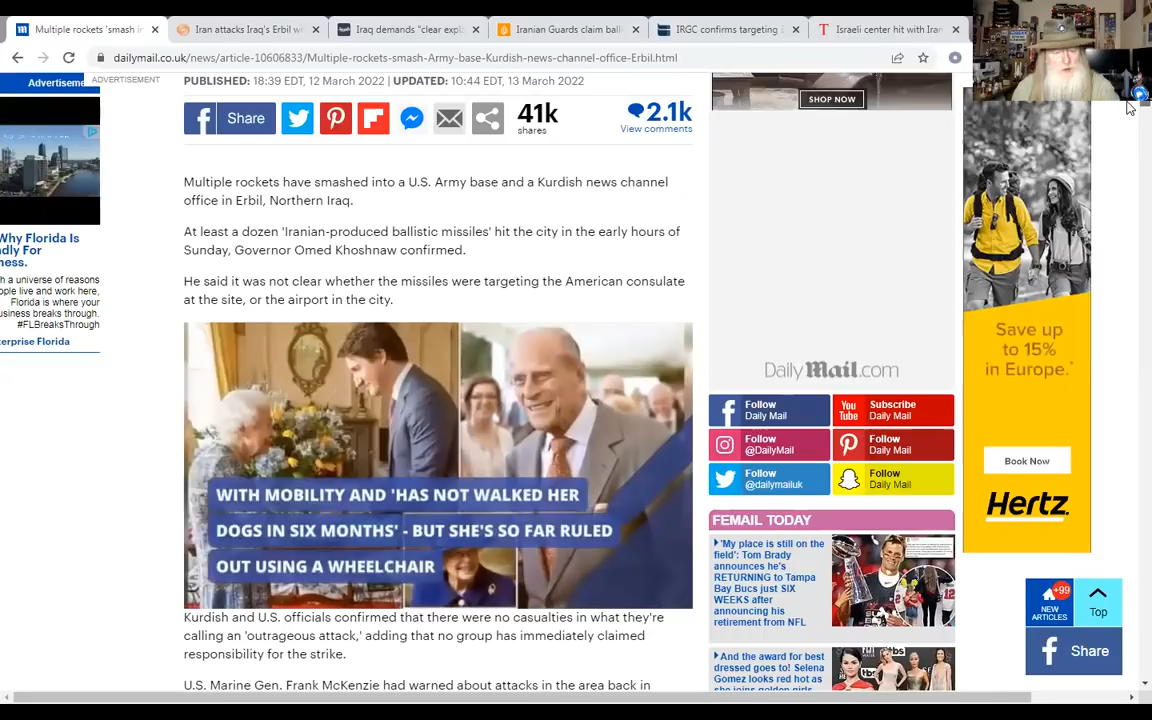 Multiple rockets 'smash in
Iran attacks Iraq's Erbil w
Iraq demands "clear expl
Iranian Guards claim ball
IRGC confirms targeting I
Israeli center hit with Iran
dailymail.co.uk/news/article-10606833/Multiple-rockets-smash-Army-base-Kurdish-news-channel-office-Erbil.html
Advertiseme
ADVERTISEMENT
PUBLISHED: 18:39 EDT, 12 March 2022 | UPDATED: 10:44 EDT, 13 March 2022
Share
41k
shares
2.1k
View comments
Why Florida Is
dly For
ness.
h a universe of reasons
ople live and work here,
Florida is where your
usiness breaks through.
#FLBreaksThrough
erprise Florida
Multiple rockets have smashed into a U.S. Army base and a Kurdish news channel
office in Erbil, Northern Iraq.
At least a dozen 'Iranian-produced ballistic missiles' hit the city in the early hours of
Sunday, Governor Omed Khoshnaw confirmed.
He said it was not clear whether the missiles were targeting the American consulate
at the site, or the airport in the city.
WITH MOBILITY AND 'HAS NOT WALKED HER
DOGS IN SIX MONTHS' - BUT SHE'S SO FAR RULED
OUT USING A WHEELCHAIR
Kurdish and U.S. officials confirmed that there were no casualties in what they're
calling an 'outrageous attack,' adding that no group has immediately claimed
responsibility for the strike.
U.S. Marine Gen. Frank McKenzie had warned about attacks in the area back in
SHOP NOW
Daily Mail.com
Follow
Daily Mail
Subscribe
Daily Mail
Follow
@DailyMail
Follow
Daily Mail
Follow
@dailymailuk
Follow
Daily Mail
FEMAIL TODAY
'My place is still on the
field': Tom Brady
announces he's
RETURNING to Tampa
Bay Bucs just SIX
WEEKS after
announcing his
retirement from NFL
And the award for best
dressed goes to! Selena
Gomez looks red hot as
she joins golden girls
Save up
to 15%
in Europe.*
Book Now
Hertz.
+99
NEW
ARTICLES
Top
Share